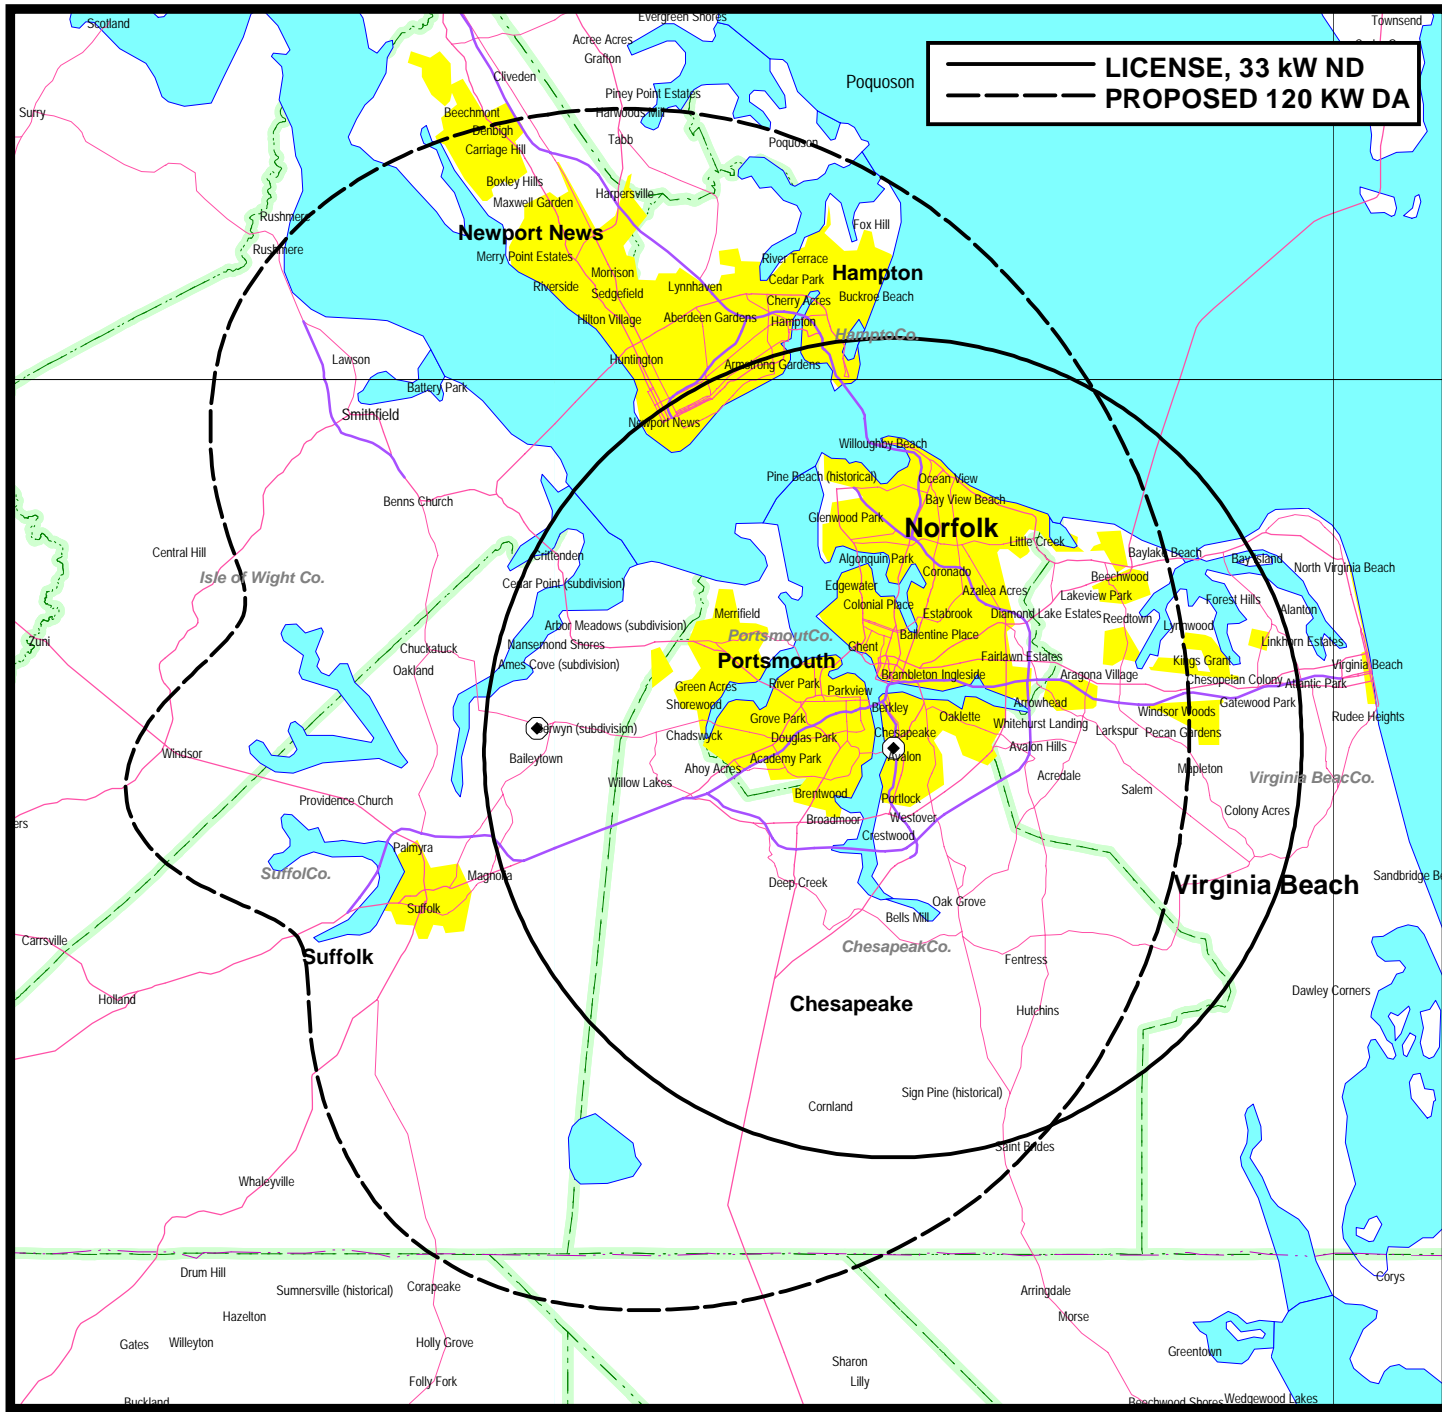 Scotland
Evergreen Shores
Townsend
Acree Acres
Grafton
Cliveden
Poquoson
LICENSE, 33 kW ND
PROPOSED 120 KW DA
Piney Point Estates
Surry
Beechmont
Harwoods Mill
Denbigh
Tabb
Poquoson
Carriage Hill
Boxley Hills
Harpersville
Maxwell Garden
Rushmere
Fox Hill
Newport News
Rushmere
Merry Point Estates
River Terrace
Morrison
Hampton
Cedar Park
Riverside
Sedgefield
Lynnhaven
Buckroe Beach
Cherry Acres
Hilton Village
Aberdeen Gardens
Hampton
HamptoCo.
Lawson
Huntington
Armstrong Gardens
Battery Park
Smithfield
Newport News
Willoughby Beach
Pine Beach (historical)
Ocean View
Benns Church
Bay View Beach
Glenwood Park
Norfolk
Little Creek
Central Hill
Crittenden
Algonquin Park
Baylake Beach
Bay Island
Isle of Wight Co.
Coronado
North Virginia Beach
Cedar Point (subdivision)
Edgewater
Azalea Acres
Beechwood
Lakeview Park
Forest Hills
Merrifield
Colonial Place
Estabrook
Diamond Lake Estates
Reedtown
Alanton
Arbor Meadows (subdivision)
PortsmoutCo.
Ballentine Place
Lynnwood
Zuni
Nansemond Shores
Ghent
Linkhorn Estates
Chuckatuck
Ames Cove (subdivision)
Portsmouth
Fairlawn Estates
Kings Grant
Virginia Beach
Oakland
Brambleton Ingleside
Aragona Village
Chesopeian Colony
Atlantic Park
Green Acres
River Park
Parkview
Shorewood
Berkley
Arrowhead
Gatewood Park
Grove Park
Oaklette
Windsor Woods
Rudee Heights
Berwyn (subdivision)
Chadswyck
Douglas Park
Chesapeake
Whitehurst Landing
Larkspur
Pecan Gardens
Windsor
Baileytown
Academy Park
Avalon
Avalon Hills
Ahoy Acres
Acredale
Mapleton
Virginia BeacCo.
Willow Lakes
Salem
Providence Church
Brentwood
Portlock
Colony Acres
ers
Broadmoor
Westover
Crestwood
Palmyra
SuffolCo.
Magnolia
Deep Creek
Virginia Beach
Sandbridge Be
Suffolk
Oak Grove
Bells Mill
Carrsville
ChesapeakCo.
Suffolk
Fentress
Holland
Chesapeake
Dawley Corners
Hutchins
Sign Pine (historical)
Cornland
Saint Brides
Whaleyville
Drum Hill
Corys
Sumnersville (historical)
Corapeake
Arringdale
Hazelton
Morse
Gates
Willeyton
Holly Grove
Greentown
Sharon
Folly Fork
Lilly
Buckland
Beechwood Shores
Wedgewood Lakes